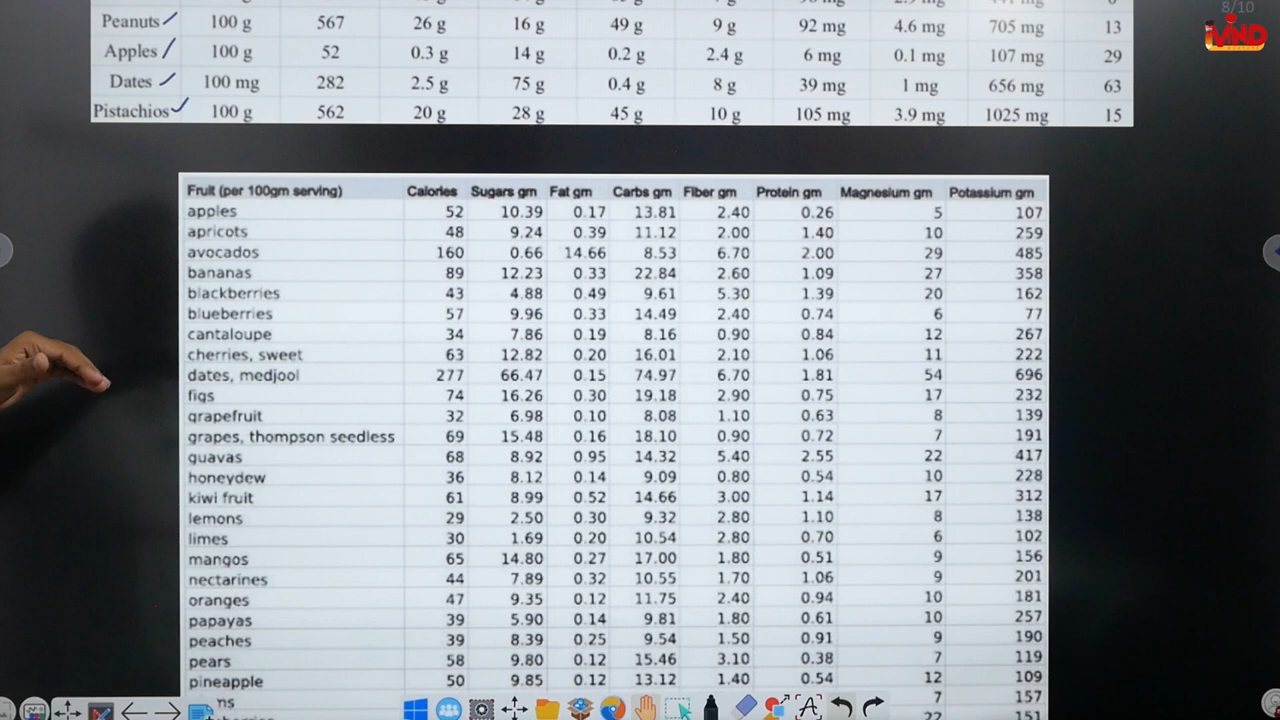 8/10
iMIND
Peanuts 100 g 567 26 g 16 g 49 g 9 g 92 mg 4.6 mg 705 mg 13
Apples 100 g 52 0.3 g 14 g 0.2 g 2.4 g 6 mg 0.1 mg 107 mg 29
Dates 100 mg 282 2.5 g 75 g 0.4 g 8 g 39 mg 1 mg 656 mg 63
Pistachios 100 g 562 20 g 28 g 45 g 10 g 105 mg 3.9 mg 1025 mg 15
Fruit (per 100gm serving) Calories Sugars gm Fat gm Carbs gm Fiber gm Protein gm Magnesium gm Potassium gm
apples 52 10.39 0.17 13.81 2.40 0.26 5 107
apricots 48 9.24 0.39 11.12 2.00 1.40 10 259
avocados 160 0.66 14.66 8.53 6.70 2.00 29 485
bananas 89 12.23 0.33 22.84 2.60 1.09 27 358
blackberries 43 4.88 0.49 9.61 5.30 1.39 20 162
blueberries 57 9.96 0.33 14.49 2.40 0.74 6 77
cantaloupe 34 7.86 0.19 8.16 0.90 0.84 12 267
cherries, sweet 63 12.82 0.20 16.01 2.10 1.06 11 222
dates, medjool 277 66.47 0.15 74.97 6.70 1.81 54 696
figs 74 16.26 0.30 19.18 2.90 0.75 17 232
grapefruit 32 6.98 0.10 8.08 1.10 0.63 8 139
grapes, thompson seedless 69 15.48 0.16 18.10 0.90 0.72 7 191
guavas 68 8.92 0.95 14.32 5.40 2.55 22 417
honeydew 36 8.12 0.14 9.09 0.80 0.54 10 228
kiwi fruit 61 8.99 0.52 14.66 3.00 1.14 17 312
lemons 29 2.50 0.30 9.32 2.80 1.10 8 138
limes 30 1.69 0.20 10.54 2.80 0.70 6 102
mangos 65 14.80 0.27 17.00 1.80 0.51 9 156
nectarines 44 7.89 0.32 10.55 1.70 1.06 9 201
oranges 47 9.35 0.12 11.75 2.40 0.94 10 181
papayas 39 5.90 0.14 9.81 1.80 0.61 10 257
peaches 39 8.39 0.25 9.54 1.50 0.91 9 190
pears 58 9.80 0.12 15.46 3.10 0.38 7 119
pineapple 50 9.85 0.12 13.12 1.40 0.54 12 109
7 157
22 151